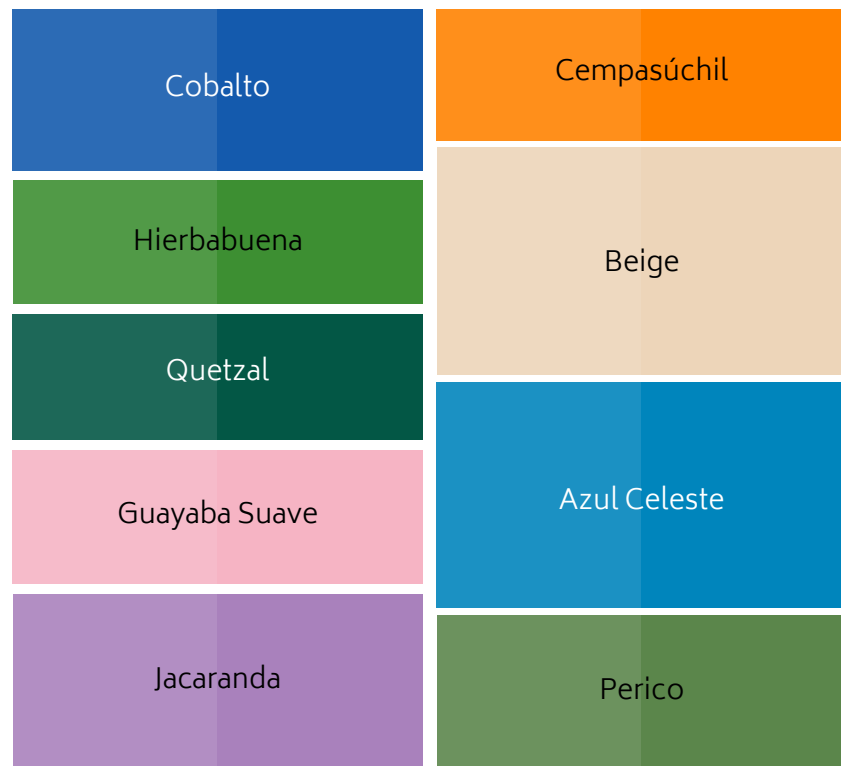 Cobalto
Hierbabuena
Quetzal
Guayaba Suave
Jacaranda
Cempasúchil
Beige
Azul Celeste
Perico